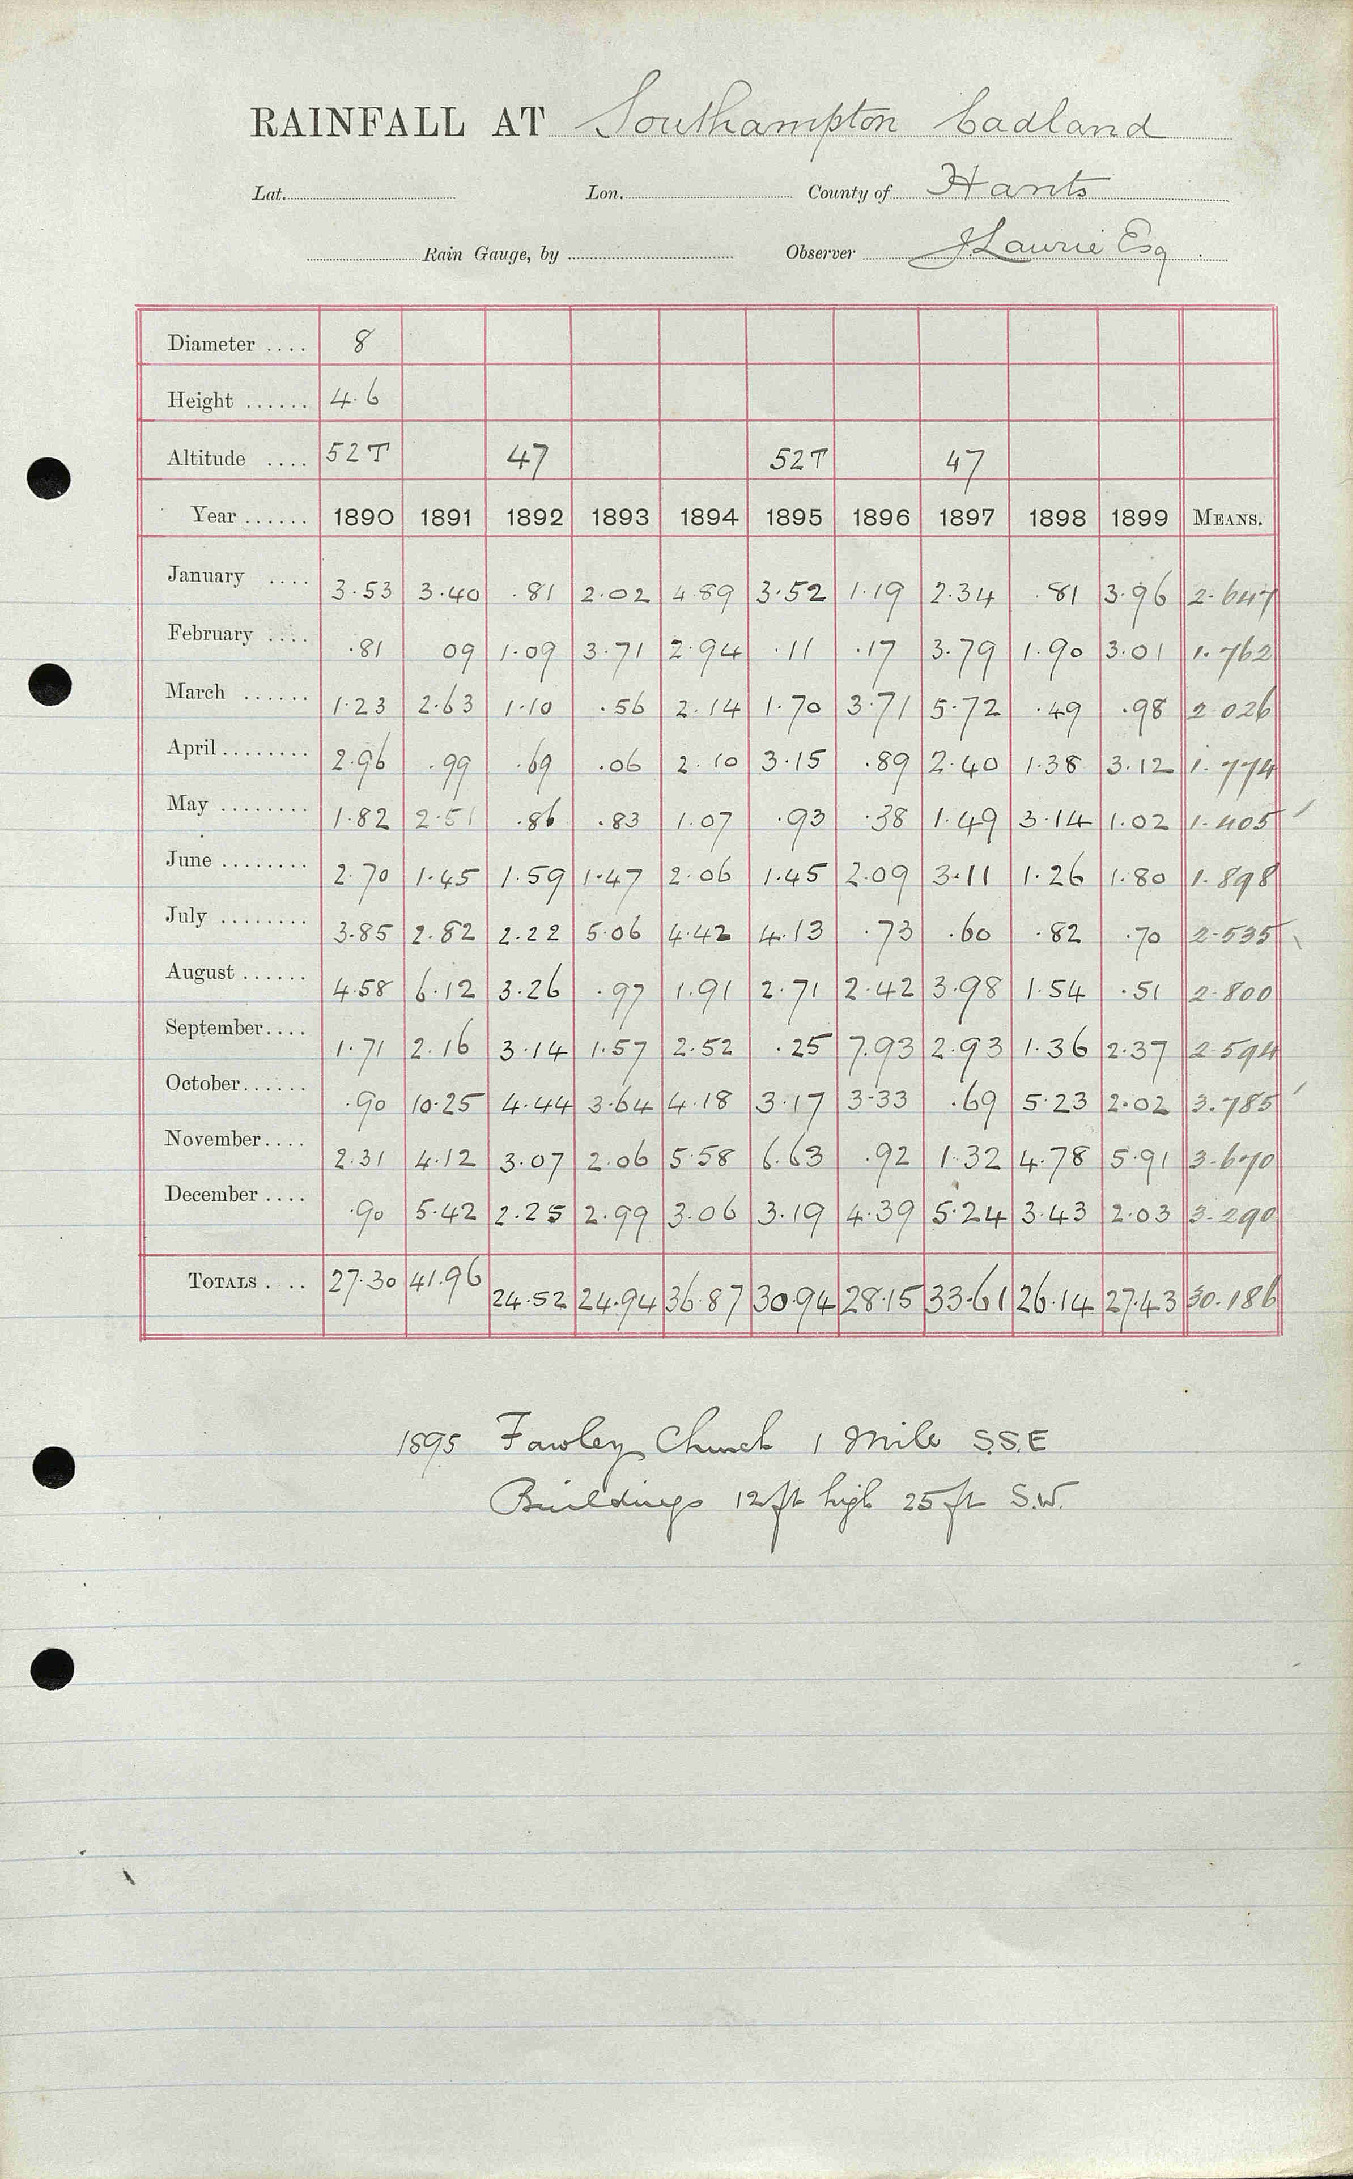 RAINFALL AT Southampton Cadland
Lat. Lon. County of Hants
Rain Gauge, by Observer J Laurie Esq
Diameter .... 8
Height ...... 4.6
Altitude .... 52T 47 52T 47
Year ...... 1890 1891 1892 1893 1894 1895 1896 1897 1898 1899 MEANS.
January .... 3.53 3.40 .81 2.02 4.89 3.52 1.19 2.34 .81 3.96 2.647
February .... .81 09 1.09 3.71 2.94 .11 .17 3.79 1.90 3.01 1.762
March ...... 1.23 2.63 1.10 .56 2.14 1.70 3.71 5.72 .49 .98 2.026
April ........ 2.96 .99 .69 .06 2.10 3.15 .89 2.40 1.38 3.12 1.774
May ........ 1.82 2.51 .86 .83 1.07 .93 .38 1.49 3.14 1.02 1.405
June ........ 2.70 1.45 1.59 1.47 2.06 1.45 2.09 3.11 1.26 1.80 1.898
July ........ 3.85 2.82 2.22 5.06 4.42 4.13 .73 .60 .82 .70 2.535
August ...... 4.58 6.12 3.26 .97 1.91 2.71 2.42 3.98 1.54 .51 2.800
September.... 1.71 2.16 3.14 1.57 2.52 .25 7.93 2.93 1.36 2.37 2.594
October...... .90 10.25 4.44 3.64 4.18 3.17 3.33 .69 5.23 2.02 3.785
November.... 2.31 4.12 3.07 2.06 5.58 6.63 .92 1.32 4.78 5.91 3.670
December .... .90 5.42 2.25 2.99 3.06 3.19 4.39 5.24 3.43 2.03 3.290
TOTALS .... 27.30 41.96 24.52 24.94 36.87 30.94 28.15 33.61 26.14 27.43 30.186
1895 Fawley Church 1 Mile S.S.E
Buildings 12 ft high 25 ft S.W.